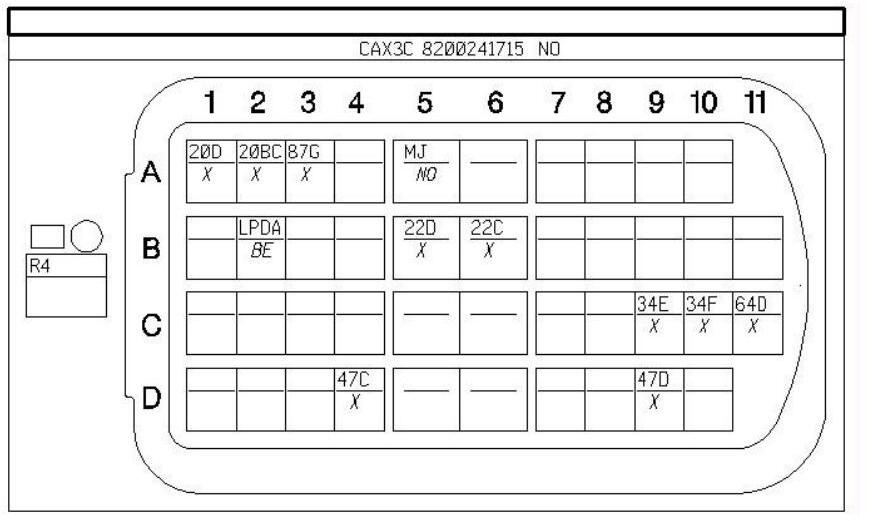 CAX3C 8200241715 NO
1 2 3 4 5 6 7 8 9 10 11
A 20D 20BC 87G MJ
X X X NO
B LPDA 22D 22C
BE X X
R4
C 34E 34F 64D
X X X
D 47C 47D
X X